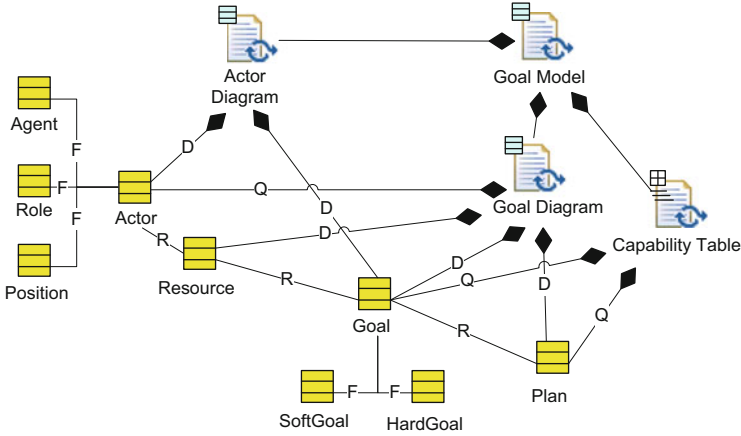 Actor
Diagram
Goal Model
Agent
F
D
Role
F
F
Actor
Q
D
Goal Diagram
Capability Table
Position
R
Resource
D
R
D
Q
D
Q
Goal
R
Plan
F
F
SoftGoal
HardGoal